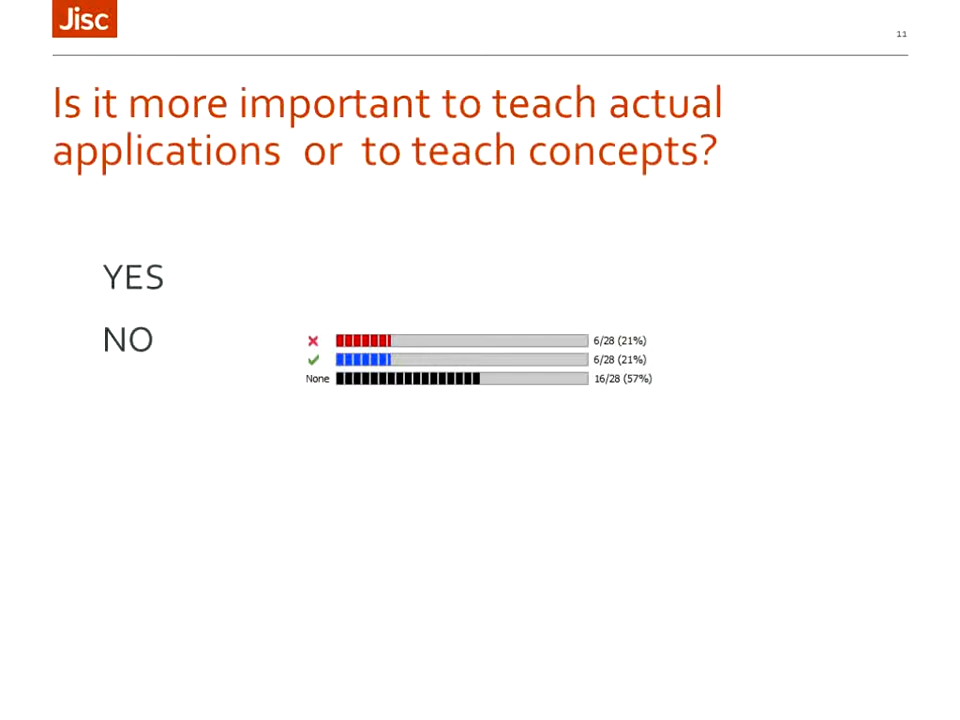 Jisc
11
Is it more important to teach actual
applications or to teach concepts?
YES
NO
6/28 (21%)
6/28 (21%)
None 16/28 (57%)